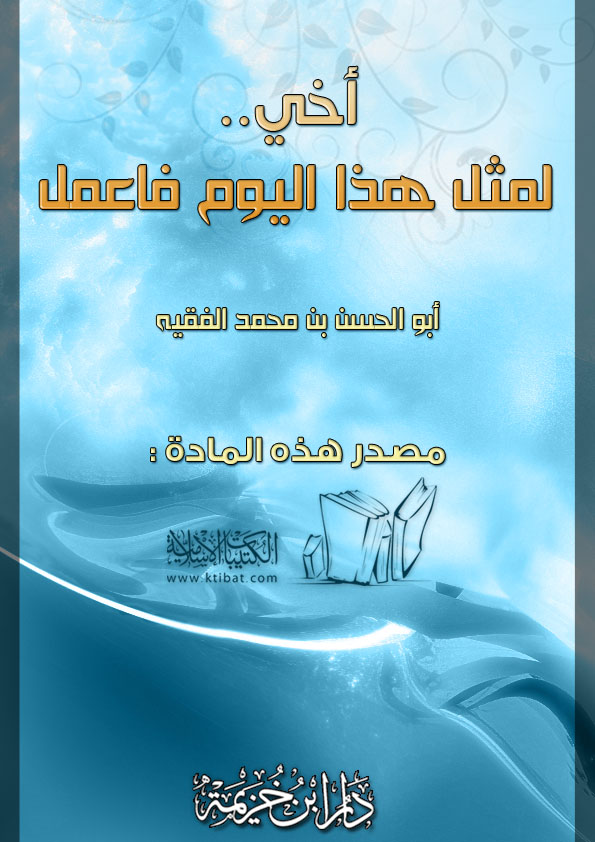 أخي..
لمثل هذا اليوم فاعمل
أبو الحسن بن محمد الفقيه
مصدر هذه المادة :
الكتيبات الإسلامية
www.ktibat.com
دار ابن خزيمة